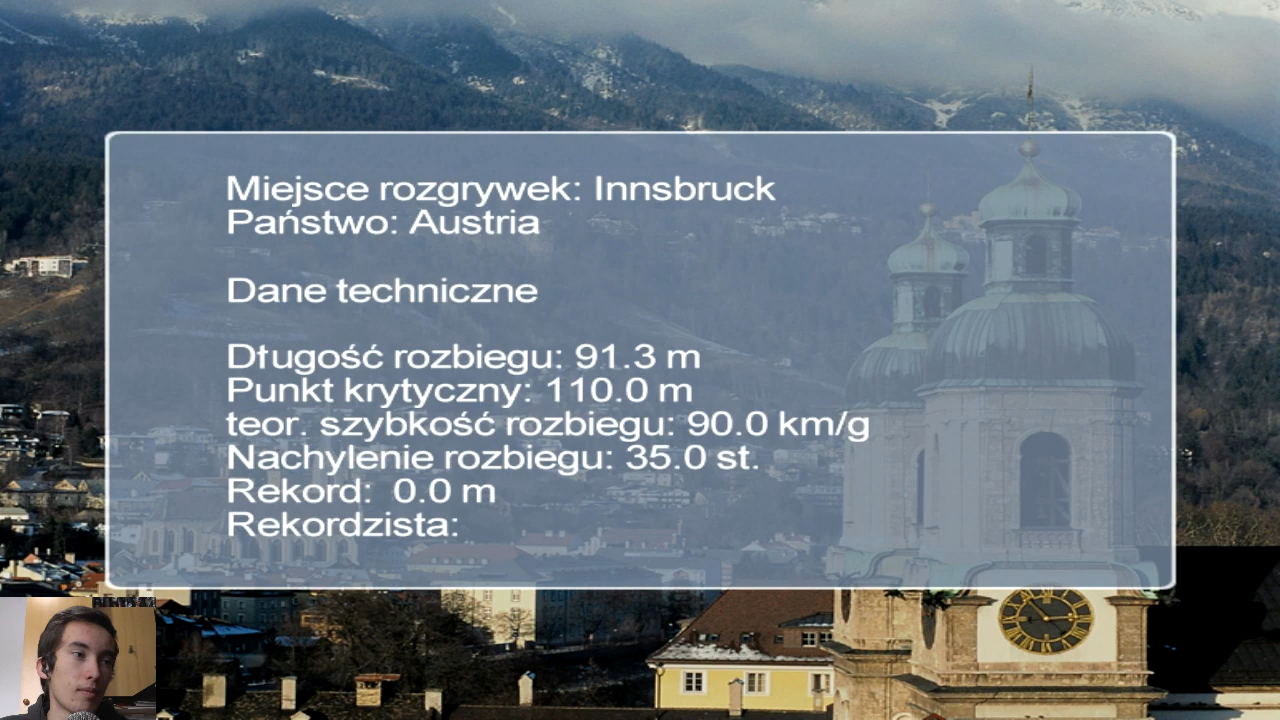 Miejsce rozgrywek: Innsbruck
Państwo: Austria
Dane techniczne
Długość rozbiegu: 91.3 m
Punkt krytyczny: 110.0 m
teor. szybkość rozbiegu: 90.0 km/g
Nachylenie rozbiegu: 35.0 st.
Rekord:  0.0 m
Rekordzista: